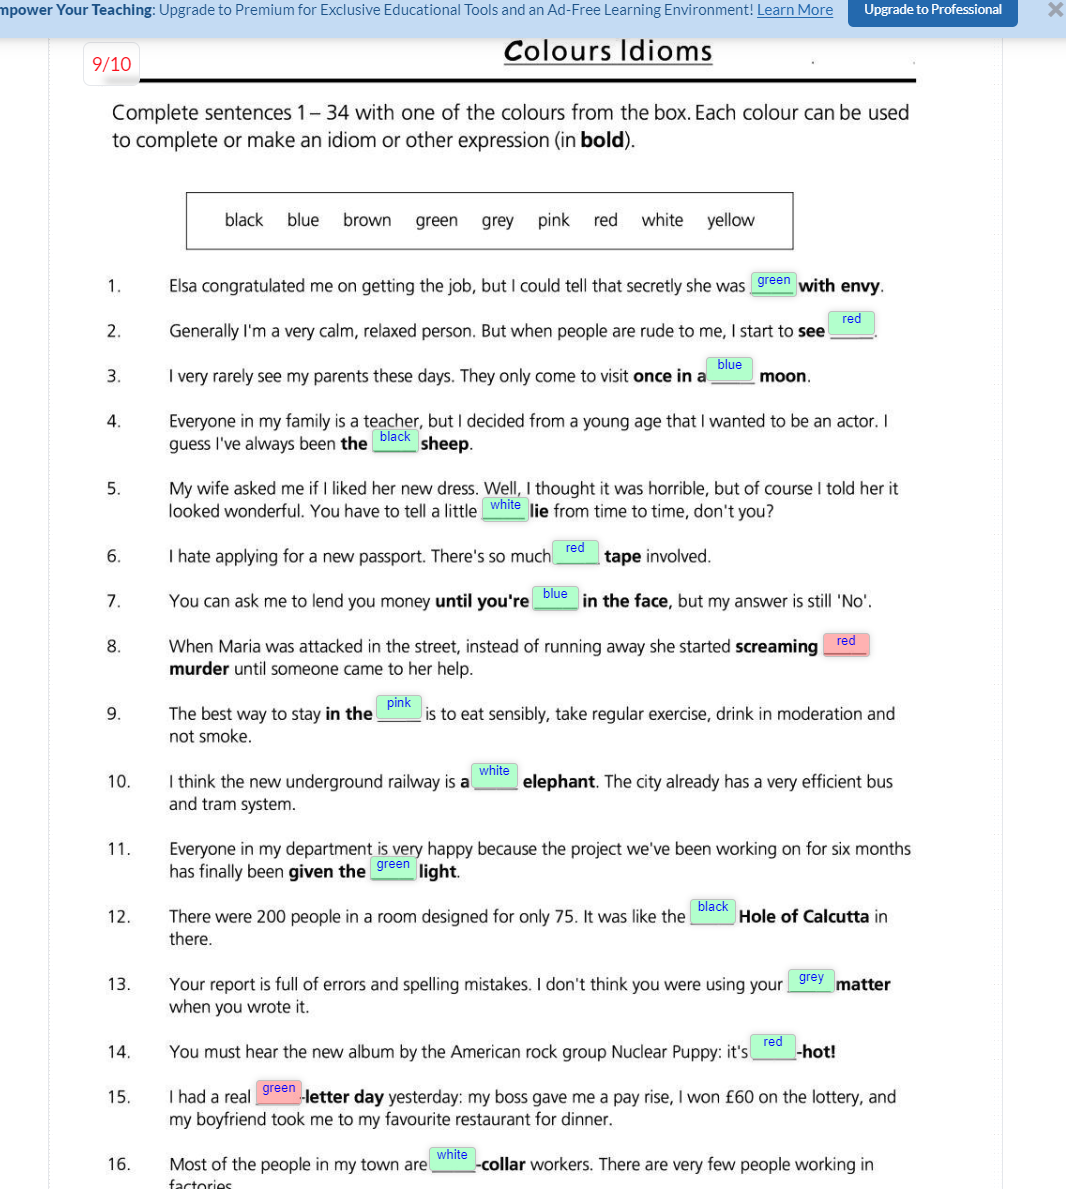 mpower Your Teaching: Upgrade to Premium for Exclusive Educational Tools and an Ad-Free Learning Environment! Learn More Upgrade to Professional ×
Colours Idioms
9/10
Complete sentences 1 – 34 with one of the colours from the box. Each colour can be used
to complete or make an idiom or other expression (in bold).
black blue brown green grey pink red white yellow
1. Elsa congratulated me on getting the job, but I could tell that secretly she was green with envy.
2. Generally I'm a very calm, relaxed person. But when people are rude to me, I start to see red.
3. I very rarely see my parents these days. They only come to visit once in a blue moon.
4. Everyone in my family is a teacher, but I decided from a young age that I wanted to be an actor. I
guess I've always been the black sheep.
5. My wife asked me if I liked her new dress. Well, I thought it was horrible, but of course I told her it
looked wonderful. You have to tell a little white lie from time to time, don't you?
6. I hate applying for a new passport. There's so much red tape involved.
7. You can ask me to lend you money until you're blue in the face, but my answer is still 'No'.
8. When Maria was attacked in the street, instead of running away she started screaming red
murder until someone came to her help.
9. The best way to stay in the pink is to eat sensibly, take regular exercise, drink in moderation and
not smoke.
10. I think the new underground railway is a white elephant. The city already has a very efficient bus
and tram system.
11. Everyone in my department is very happy because the project we've been working on for six months
has finally been given the green light.
12. There were 200 people in a room designed for only 75. It was like the black Hole of Calcutta in
there.
13. Your report is full of errors and spelling mistakes. I don't think you were using your grey matter
when you wrote it.
14. You must hear the new album by the American rock group Nuclear Puppy: it's red-hot!
15. I had a real green-letter day yesterday: my boss gave me a pay rise, I won £60 on the lottery, and
my boyfriend took me to my favourite restaurant for dinner.
16. Most of the people in my town are white-collar workers. There are very few people working in
factories